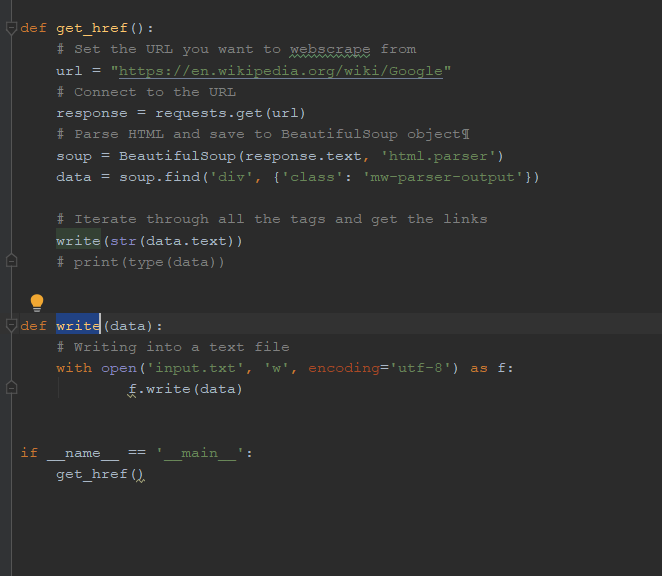 def get_href():
    # Set the URL you want to webscrape from
    url = "https://en.wikipedia.org/wiki/Google"
    # Connect to the URL
    response = requests.get(url)
    # Parse HTML and save to BeautifulSoup object¶
    soup = BeautifulSoup(response.text, 'html.parser')
    data = soup.find('div', {'class': 'mw-parser-output'})
    # Iterate through all the tags and get the links
    write(str(data.text))
    # print(type(data))
def write(data):
    # Writing into a text file
    with open('input.txt', 'w', encoding='utf-8') as f:
            f.write(data)
if __name__ == '__main__':
    get_href()